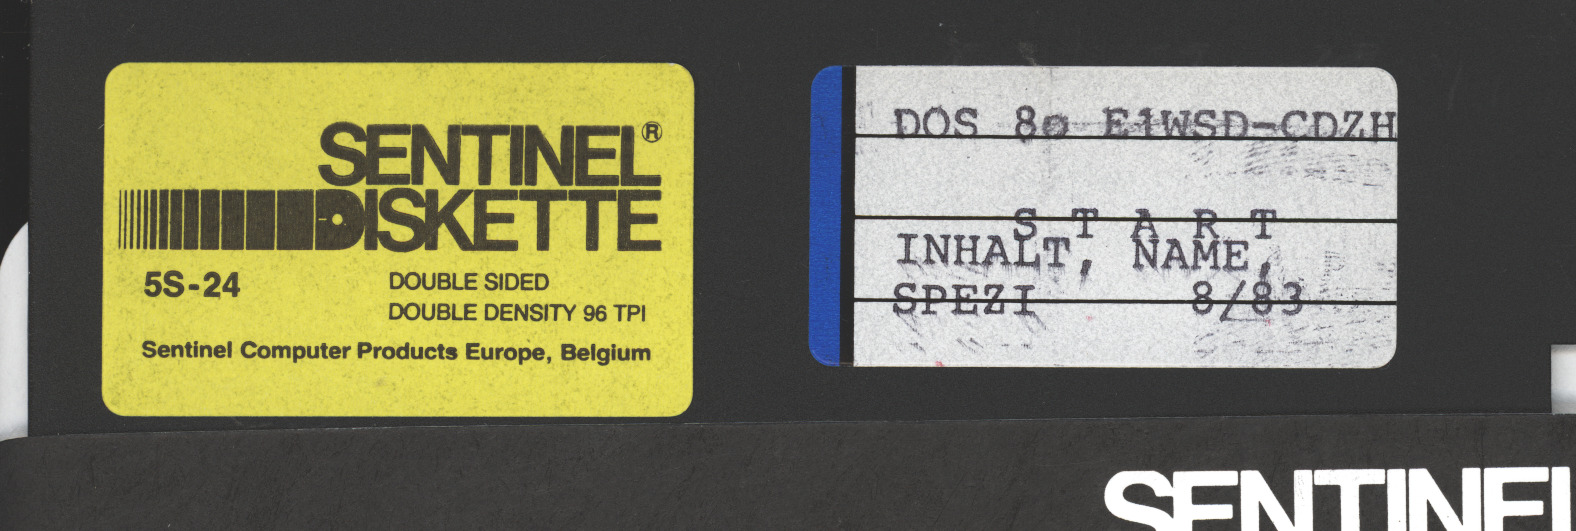 SENTINEL®
DISKETTE
5S-24
DOUBLE SIDED
DOUBLE DENSITY 96 TPI
Sentinel Computer Products Europe, Belgium
DOS 80 E1WSD-CDZH
S T A R T
INHALT, NAME,
SPEZI 8/83
SENTINEL